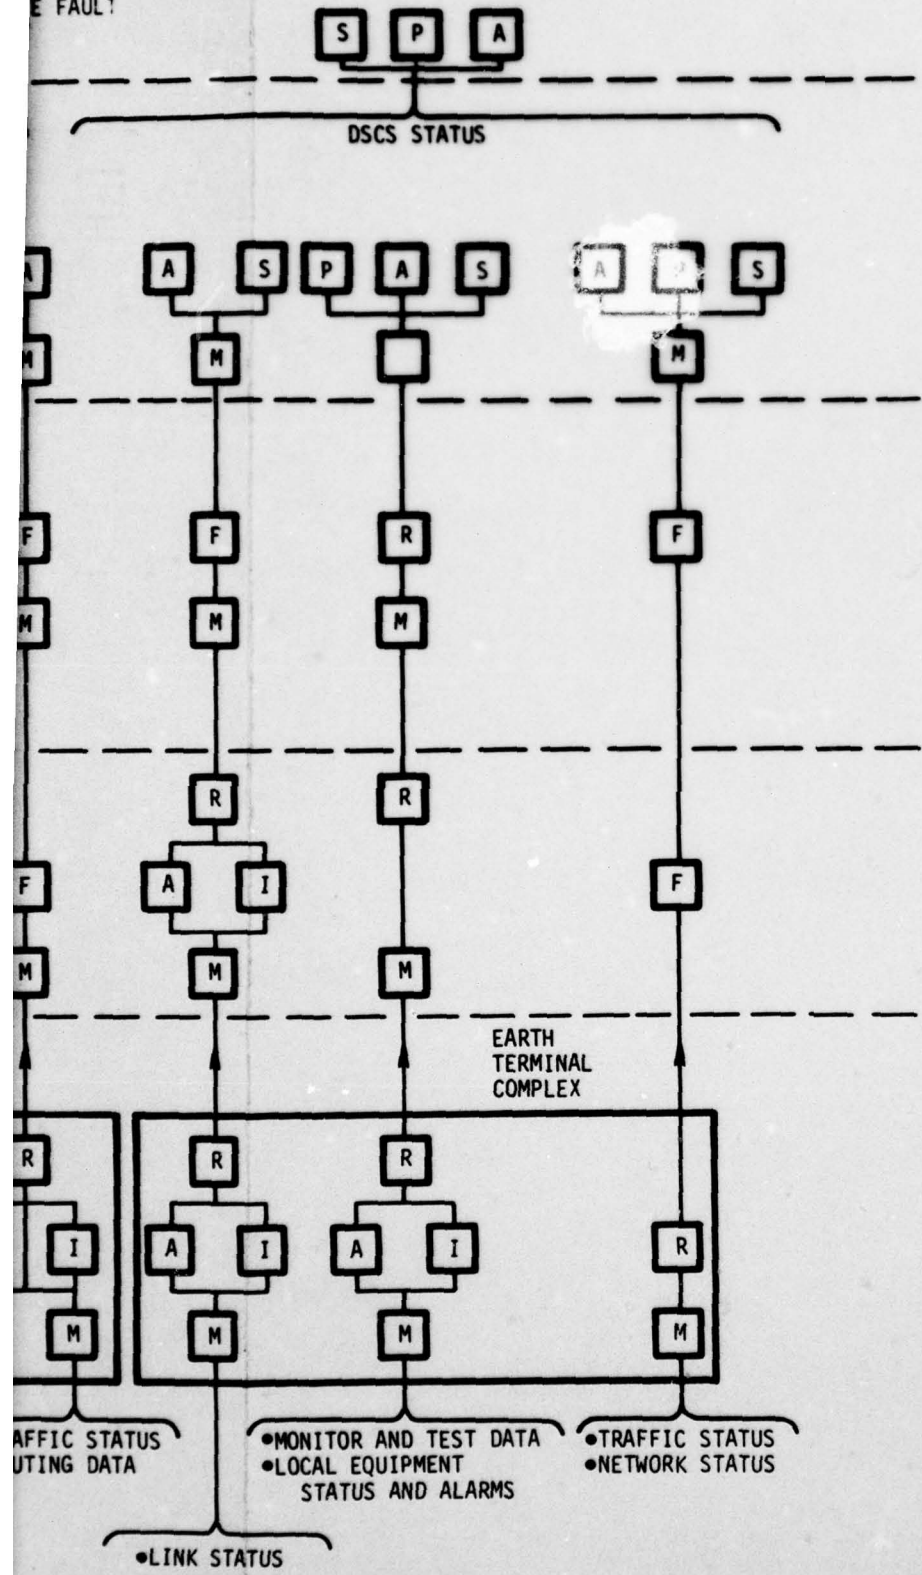 E FAULT
S P A
DSCS STATUS
A A S P A S A P S
M M M
F F R F
M M M
R R
F A I F
M M M
EARTH
TERMINAL
COMPLEX
R R R
I A I A I R
M M M M
AFFIC STATUS
UTING DATA
●MONITOR AND TEST DATA
●LOCAL EQUIPMENT
STATUS AND ALARMS
●TRAFFIC STATUS
●NETWORK STATUS
●LINK STATUS